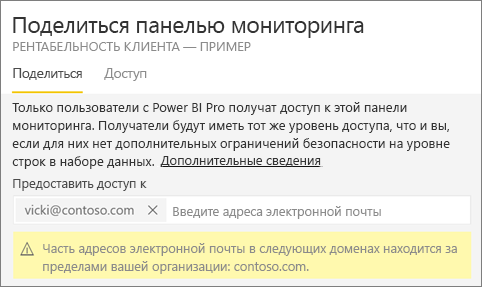 Поделиться панелью мониторинга
РЕНТАБЕЛЬНОСТЬ КЛИЕНТА — ПРИМЕР
Поделиться Доступ
Только пользователи с Power BI Pro получат доступ к этой панели
мониторинга. Получатели будут иметь тот же уровень доступа, что и вы,
если для них нет дополнительных ограничений безопасности на уровне
строк в наборе данных. Дополнительные сведения
Предоставить доступ к
vicki@contoso.com Введите адреса электронной почты
Часть адресов электронной почты в следующих доменах находится за
пределами вашей организации: contoso.com.